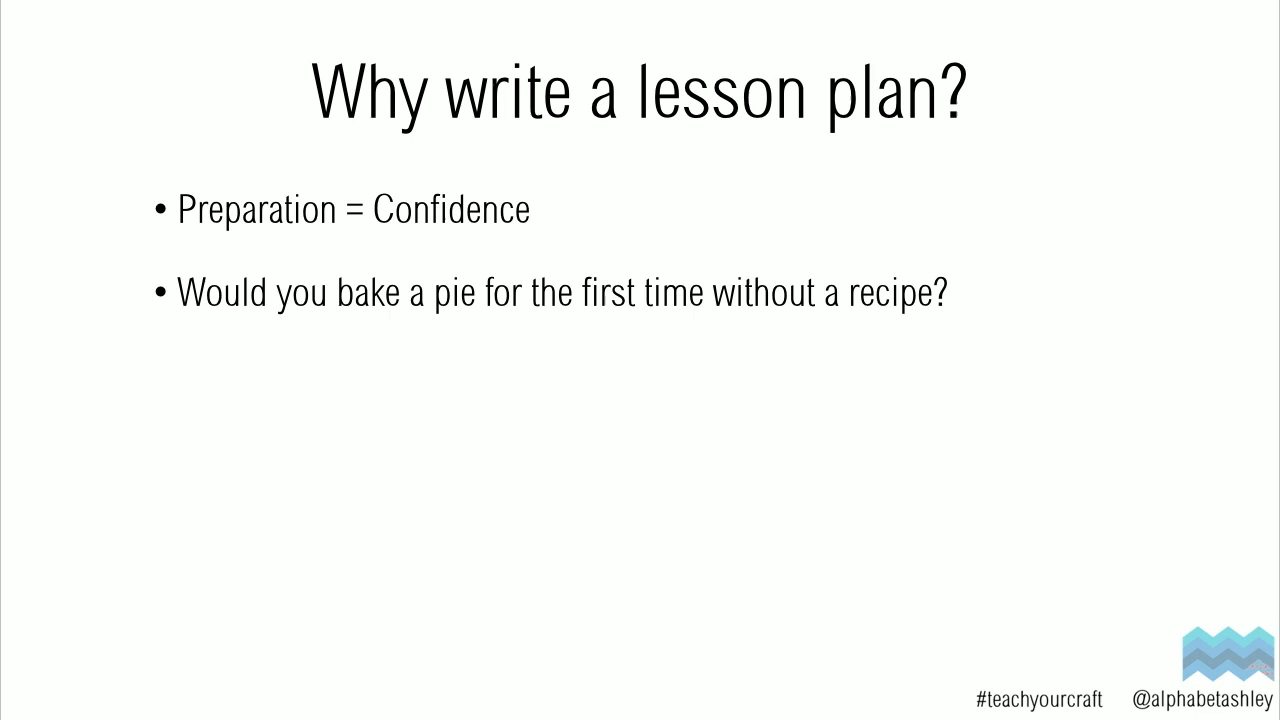 Why write a lesson plan?
• Preparation = Confidence
• Would you bake a pie for the first time without a recipe?
#teachyourcraft @alphabetashley